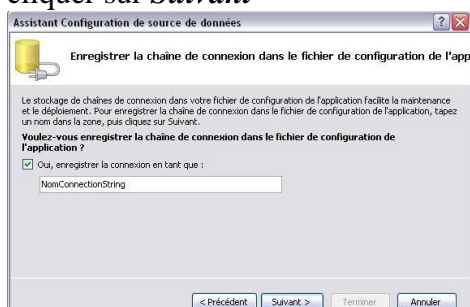 cliquer sur Suivant
Assistant Configuration de source de données
Enregistrer la chaîne de connexion dans le fichier de configuration de l'app
Le stockage de chaînes de connexion dans votre fichier de configuration de l'application facilite la maintenance
et le déploiement. Pour enregistrer la chaîne de connexion dans le fichier de configuration de l'application, tapez
un nom dans la zone, puis cliquez sur Suivant.
Voulez-vous enregistrer la chaîne de connexion dans le fichier de configuration de
l'application ?
Oui, enregistrer la connexion en tant que :
NomConnectionString
< Précédent Suivant > Terminer Annuler